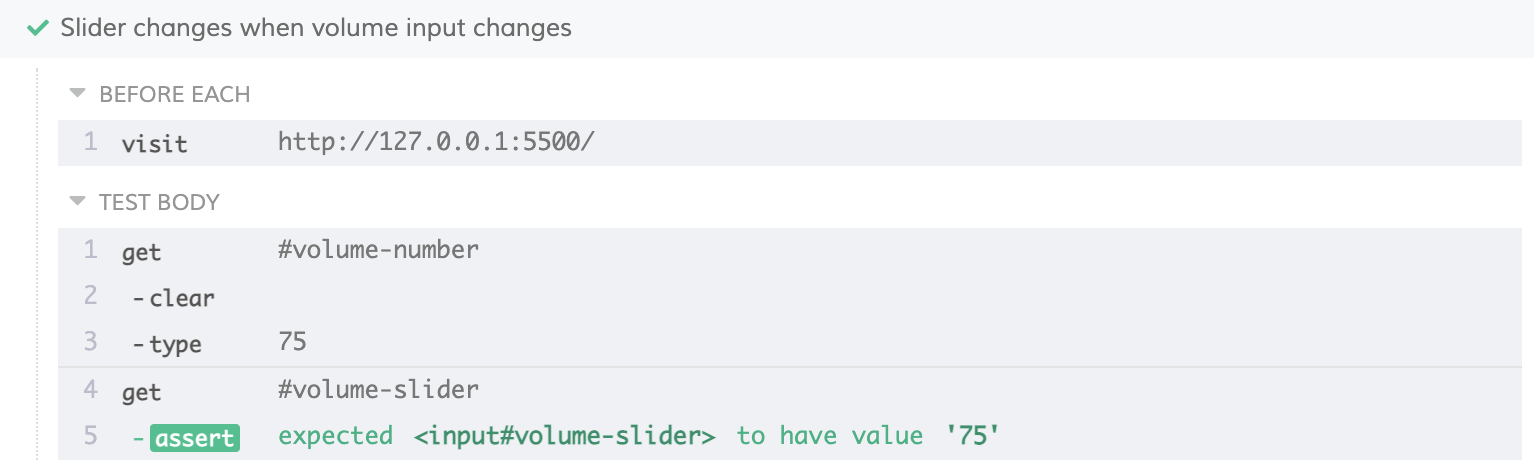 Slider changes when volume input changes
BEFORE EACH
1 visit http://127.0.0.1:5500/
TEST BODY
1 get #volume-number
2 -clear
3 -type 75
4 get #volume-slider
5 -assert expected <input#volume-slider> to have value '75'